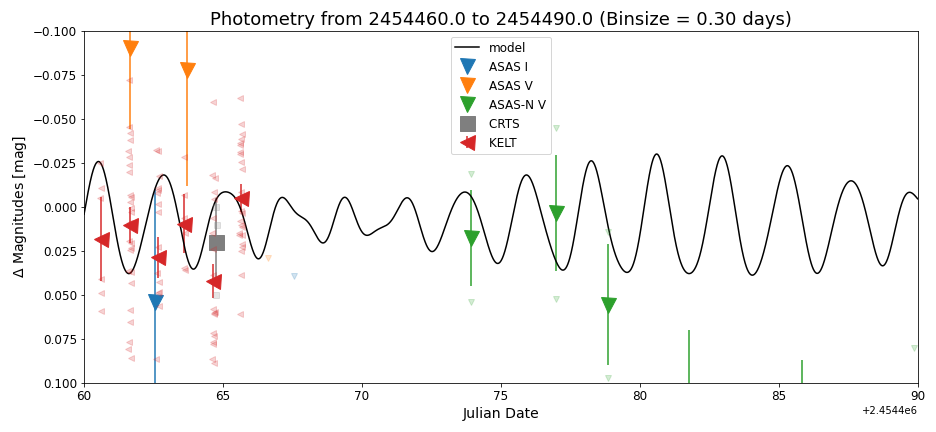 Photometry from 2454460.0 to 2454490.0 (Binsize = 0.30 days)
−0.100
−0.075
−0.050
−0.025
0.000
0.025
0.050
0.075
0.100
Δ Magnitudes [mag]
model
ASAS I
ASAS V
ASAS-N V
CRTS
KELT
60
65
70
75
80
85
90
Julian Date
+2.4544e6